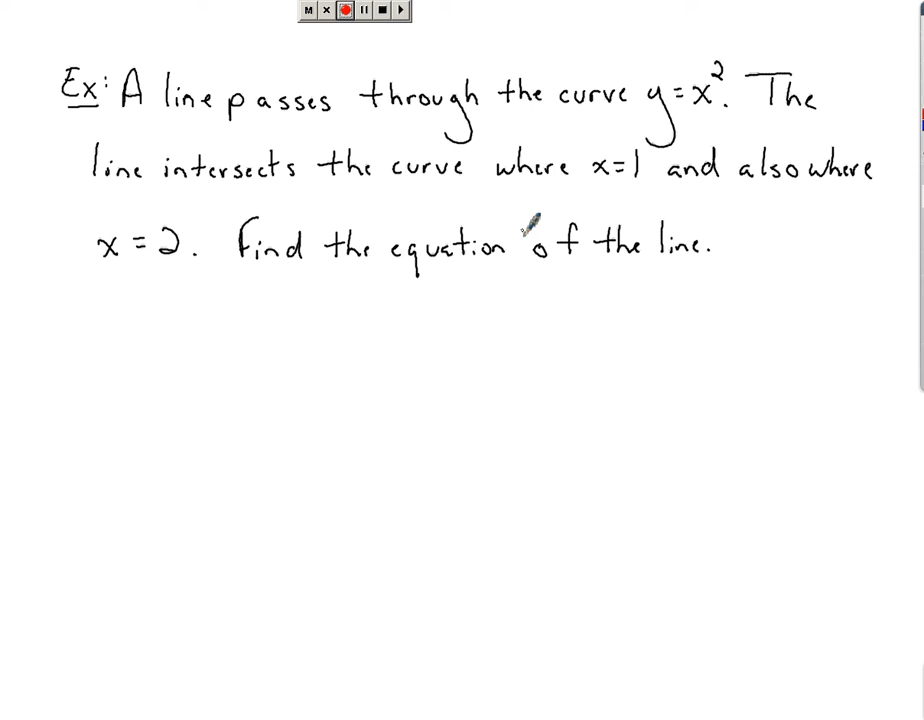 M
Ex: A line passes through the curve y=x². The
line intersects the curve where x=1 and also where
x = 2. Find the equation of the line.